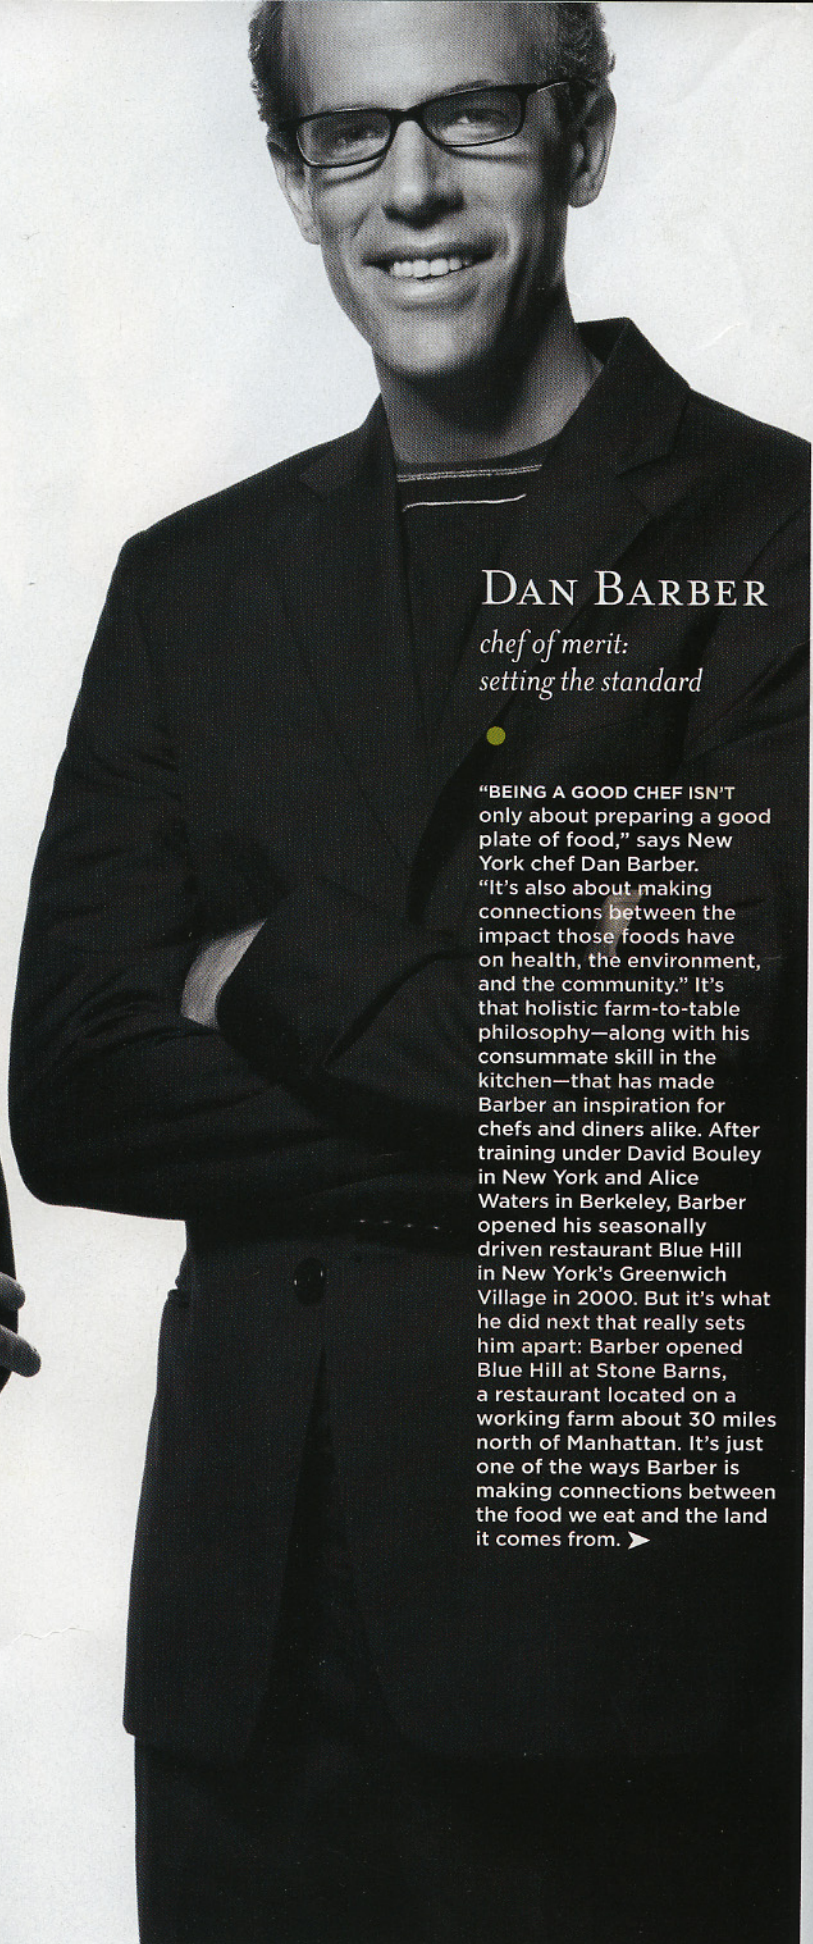 DAN BARBER
chef of merit:
setting the standard
“BEING A GOOD CHEF ISN’T
only about preparing a good
plate of food,” says New
York chef Dan Barber.
“It’s also about making
connections between the
impact those foods have
on health, the environment,
and the community.” It’s
that holistic farm-to-table
philosophy—along with his
consummate skill in the
kitchen—that has made
Barber an inspiration for
chefs and diners alike. After
training under David Bouley
in New York and Alice
Waters in Berkeley, Barber
opened his seasonally
driven restaurant Blue Hill
in New York’s Greenwich
Village in 2000. But it’s what
he did next that really sets
him apart: Barber opened
Blue Hill at Stone Barns,
a restaurant located on a
working farm about 30 miles
north of Manhattan. It’s just
one of the ways Barber is
making connections between
the food we eat and the land
it comes from. ➤